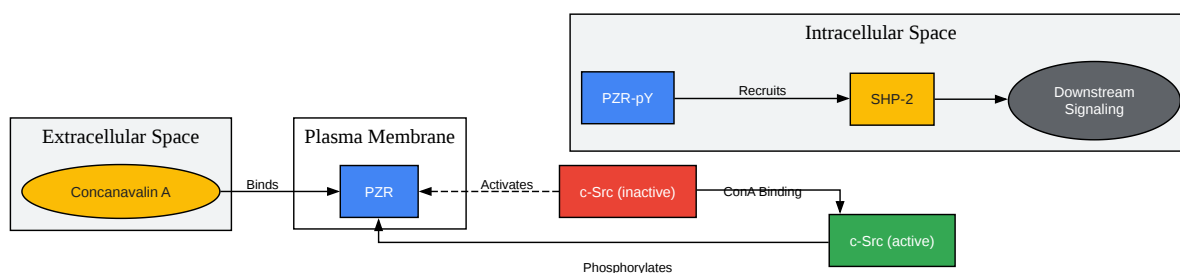 Intracellular Space
PZR-pY
Recruits
SHP-2
Downstream
Signaling
Extracellular Space
Concanavalin A
Binds
Plasma Membrane
PZR
Activates
c-Src (inactive)
ConA Binding
c-Src (active)
Phosphorylates